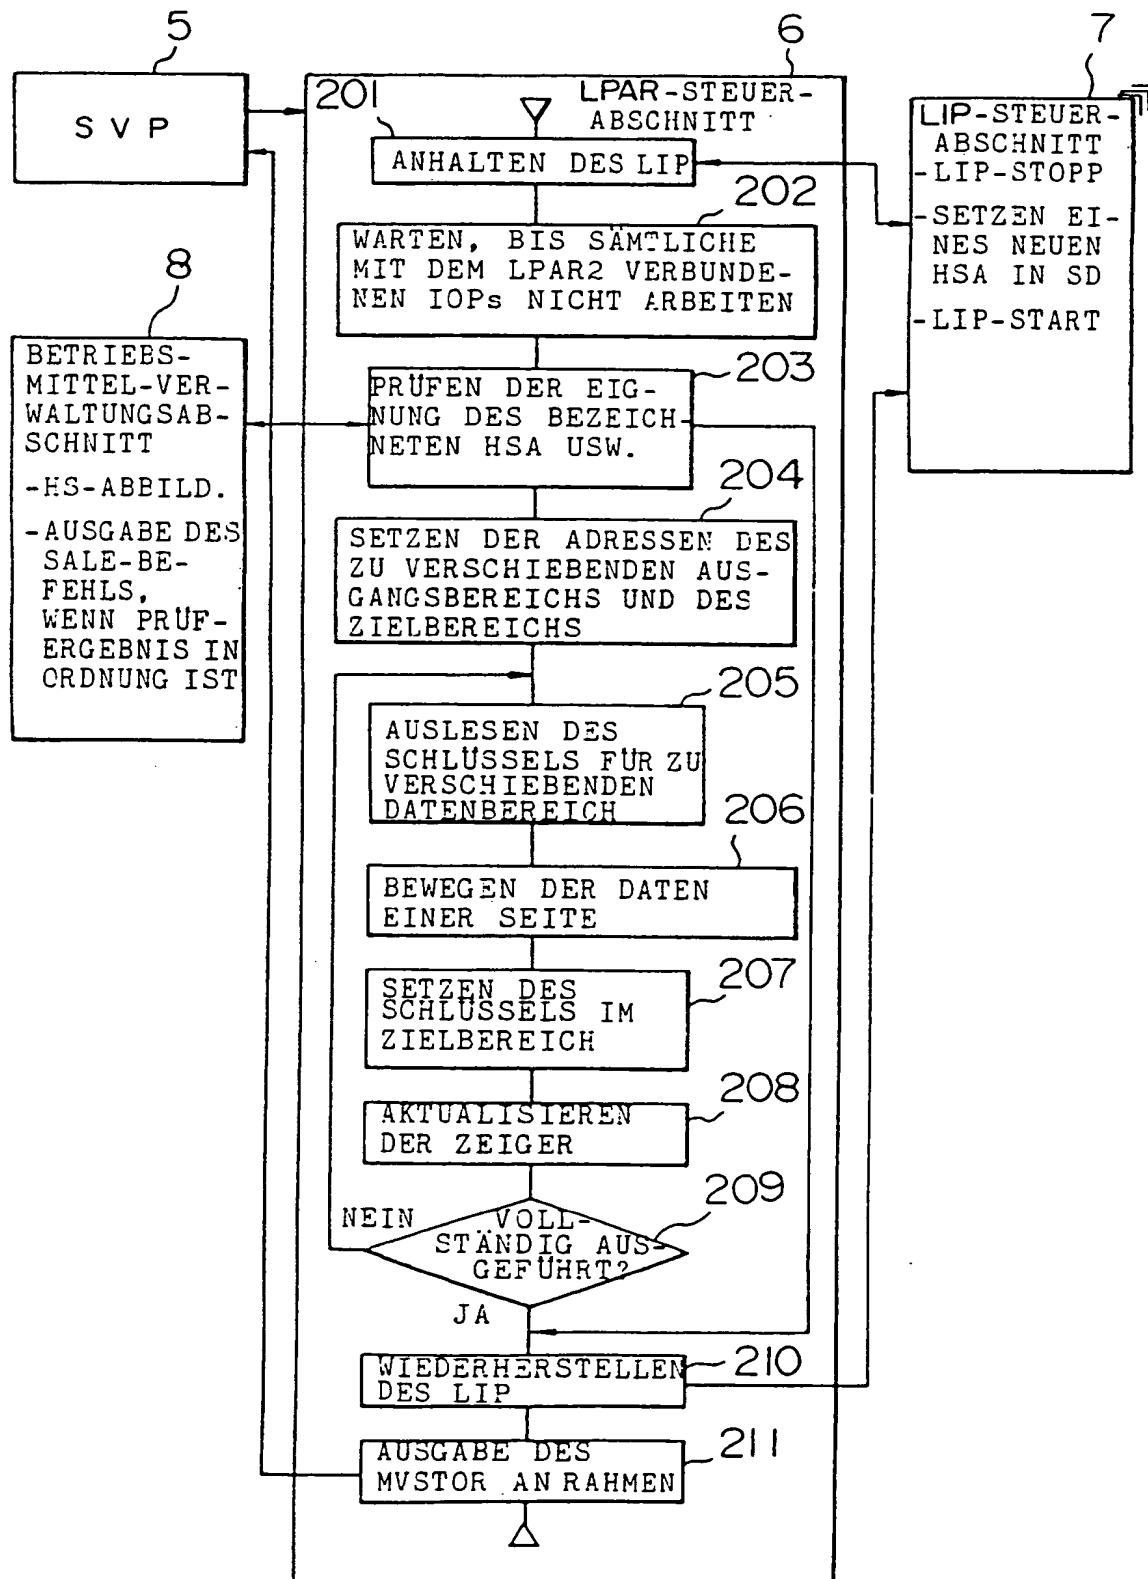 5
SVP
6
LPAR-STEUER-
ABSCHNITT
7
LIP-STEUER-
ABSCHNITT
-LIP-STOPP
-SETZEN EI-
NES NEUEN
HSA IN SD
-LIP-START
8
BETRIEBS-
MITTEL-VER-
WALTUNGSAB-
SCHNITT
-HS-ABBILD.
-AUSGABE DES
SALE-BE-
FEHLS,
WENN PRÜF-
ERGEBNIS IN
ORDNUNG IST
201
ANHALTEN DES LIP
202
WARTEN, BIS SÄMTLICHE
MIT DEM LPAR2 VERBUNDE-
NEN IOPs NICHT ARBEITEN
203
PRÜFEN DER EIG-
NUNG DES BEZEICH-
NETEN HSA USW.
204
SETZEN DER ADRESSEN DES
ZU VERSCHIEBENDEN AUS-
GANGSBEREICHS UND DES
ZIELBEREICHS
205
AUSLESEN DES
SCHLÜSSELS FÜR ZU
VERSCHIEBENDEN
DATENBEREICH
206
BEWEGEN DER DATEN
EINER SEITE
207
SETZEN DES
SCHLÜSSELS IM
ZIELBEREICH
208
AKTUALISIEREN
DER ZEIGER
209
NEIN
VOLL-
STÄNDIG AUS-
GEFÜHRT?
JA
210
WIEDERHERSTELLEN
DES LIP
211
AUSGABE DES
MVSTOR AN RAHMEN